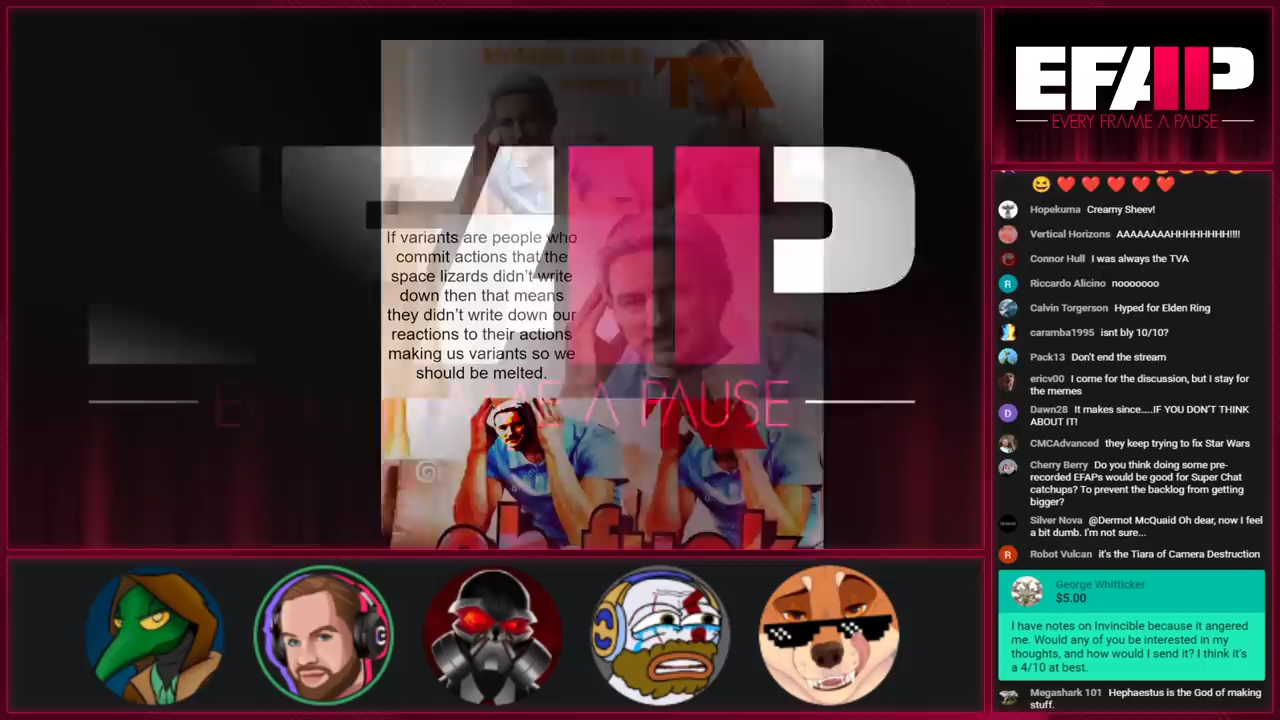 TVA
EFAP
EVERY FRAME A PAUSE
If variants are people who
commit actions that the
space lizards didn't write
down then that means
they didn't write down our
reactions to their actions
making us variants so we
should be melted.
AME A PAUSE
oh fuck
Hopekuma Creamy Sheev!
Vertical Horizons AAAAAAAAHHHHHHHH!!!!
Connor Hull I was always the TVA
R Riccardo Alicino nooooooo
Calvin Torgerson Hyped for Elden Ring
caramba1995 isnt bly 10/10?
Pack13 Don't end the stream
ericv00 I come for the discussion, but I stay for
the memes
D Dawn28 It makes since.....IF YOU DON'T THINK
ABOUT IT!
CMCAdvanced they keep trying to fix Star Wars
Cherry Berry Do you think doing some pre-
recorded EFAPs would be good for Super Chat
catchups? To prevent the backlog from getting
bigger?
Silver Nova @Dermot McQuaid Oh dear, now I feel
a bit dumb. I'm not sure...
R Robot Vulcan it's the Tiara of Camera Destruction
George Whitticker
$5.00
I have notes on Invincible because it angered
me. Would any of you be interested in my
thoughts, and how would I send it? I think it's
a 4/10 at best.
Megashark 101 Hephaestus is the God of making
stuff.